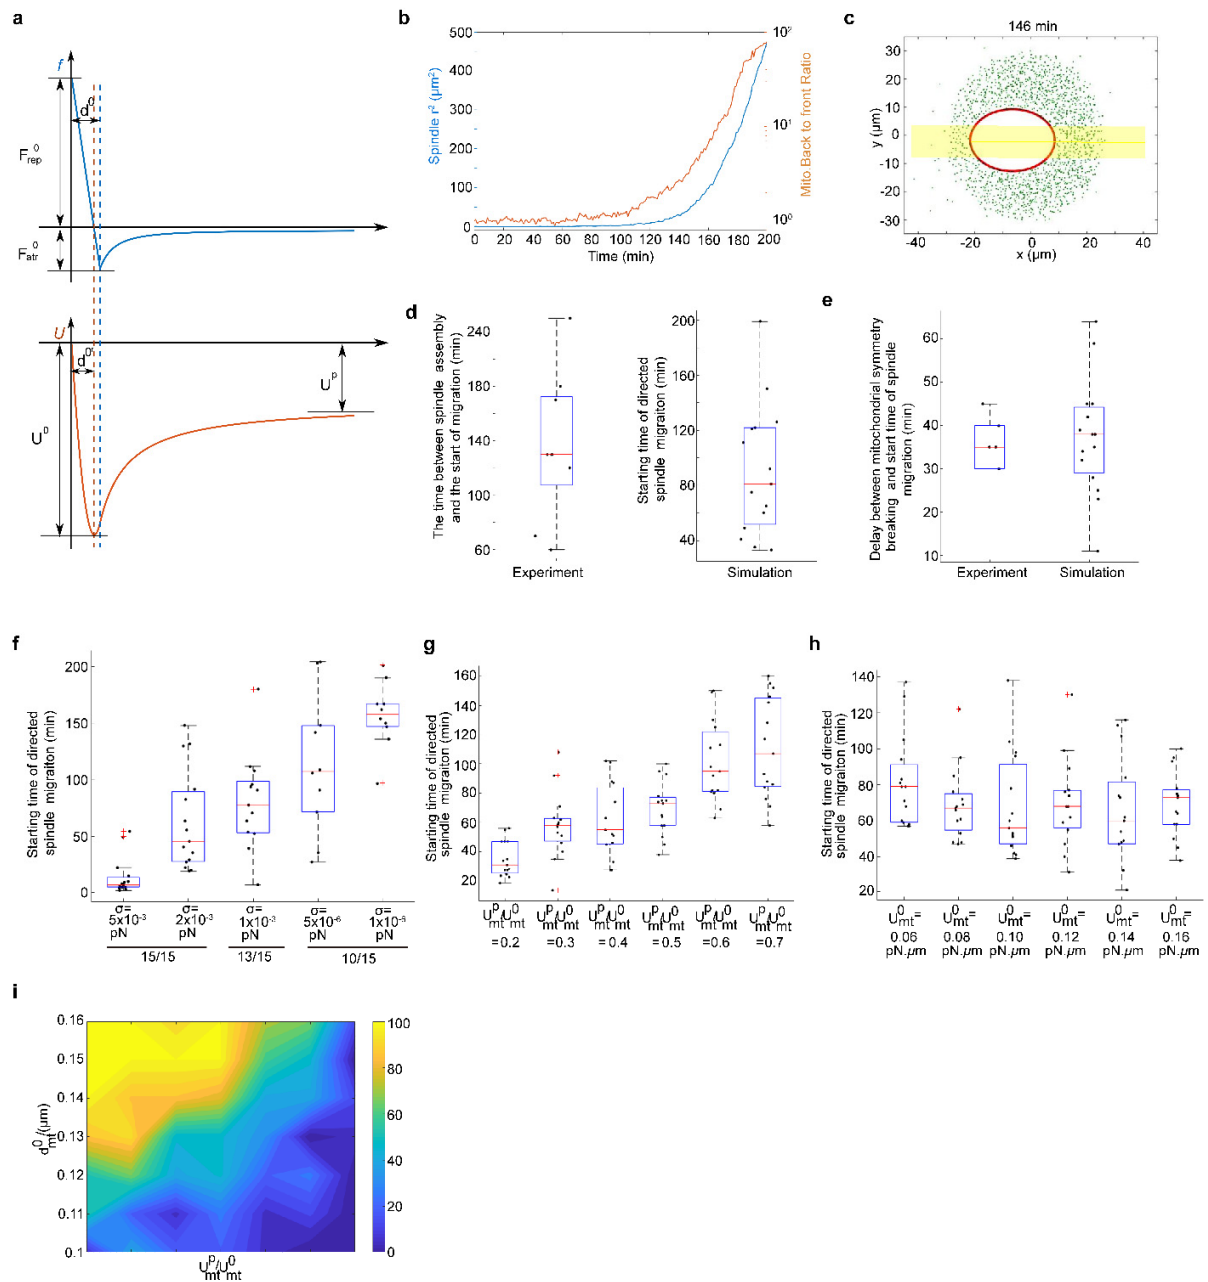 a
f
d⁰
F⁰rep
F⁰atr
U
d⁰'
U⁰
Uᵖ
b
500
400
300
200
100
0
Spindle r² (µm²)
10²
10¹
10⁰
Mito Back to front Ratio
0 20 40 60 80 100 120 140 160 180 200
Time (min)
c
146 min
30
20
10
0
-10
-20
-30
y (µm)
-40 -20 0 20 40
x (µm)
d
The time between spindle assembly
and the start of migration (min)
240
180
120
60
Experiment
Starting time of directed
spindle migraiton (min)
200
160
120
80
40
Simulation
e
Delay between mitochondrial symmetry
breaking and start time of spindle
migration (min)
60
50
40
30
20
10
Experiment Simulation
f
Starting time of directed
spindle migraiton (min)
200
150
100
50
0
σ= σ= σ= σ= σ=
5x10⁻³ 2x10⁻³ 1x10⁻³ 5x10⁻⁶ 1x10⁻⁶
pN pN pN pN pN
15/15 13/15 10/15
g
Starting time of directed
spindle migraiton (min)
160
140
120
100
80
60
40
20
Uᵖmt/U⁰mt Uᵖmt/U⁰mt Uᵖmt/U⁰mt Uᵖmt/U⁰mt Uᵖmt/U⁰mt Uᵖmt/U⁰mt
=0.2 =0.3 =0.4 =0.5 =0.6 =0.7
h
Starting time of directed
spindle migraiton (min)
140
120
100
80
60
40
20
U⁰mt= U⁰mt= U⁰mt= U⁰mt= U⁰mt= U⁰mt=
0.06 0.08 0.10 0.12 0.14 0.16
pN.µm pN.µm pN.µm pN.µm pN.µm pN.µm
i
0.16
0.15
0.14
0.13
0.12
0.11
0.1
d⁰mt/(µm)
Uᵖmt/U⁰mt
100
80
60
40
20
0